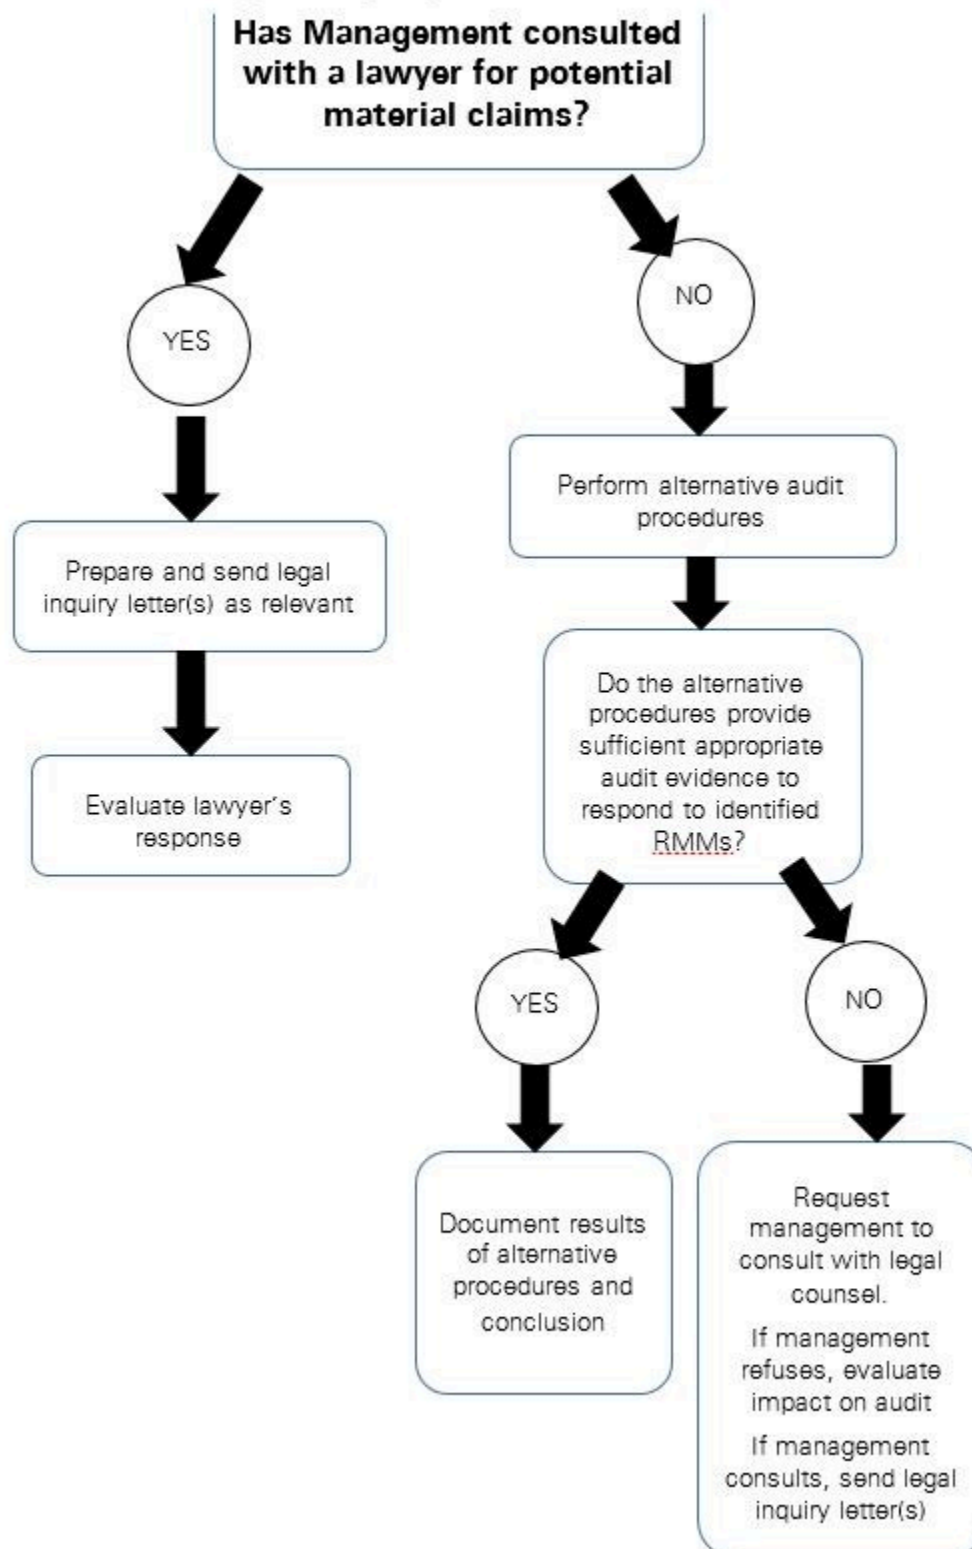 Has Management consulted
with a lawyer for potential
material claims?
YES
NO
Prepare and send legal
inquiry letter(s) as relevant
Evaluate lawyer's
response
Perform alternative audit
procedures
Do the alternative
procedures provide
sufficient appropriate
audit evidence to
respond to identified
RMMs?
YES
NO
Document results
of alternative
procedures and
conclusion
Request
management to
consult with legal
counsel.
If management
refuses, evaluate
impact on audit
If management
consults, send legal
inquiry letter(s)